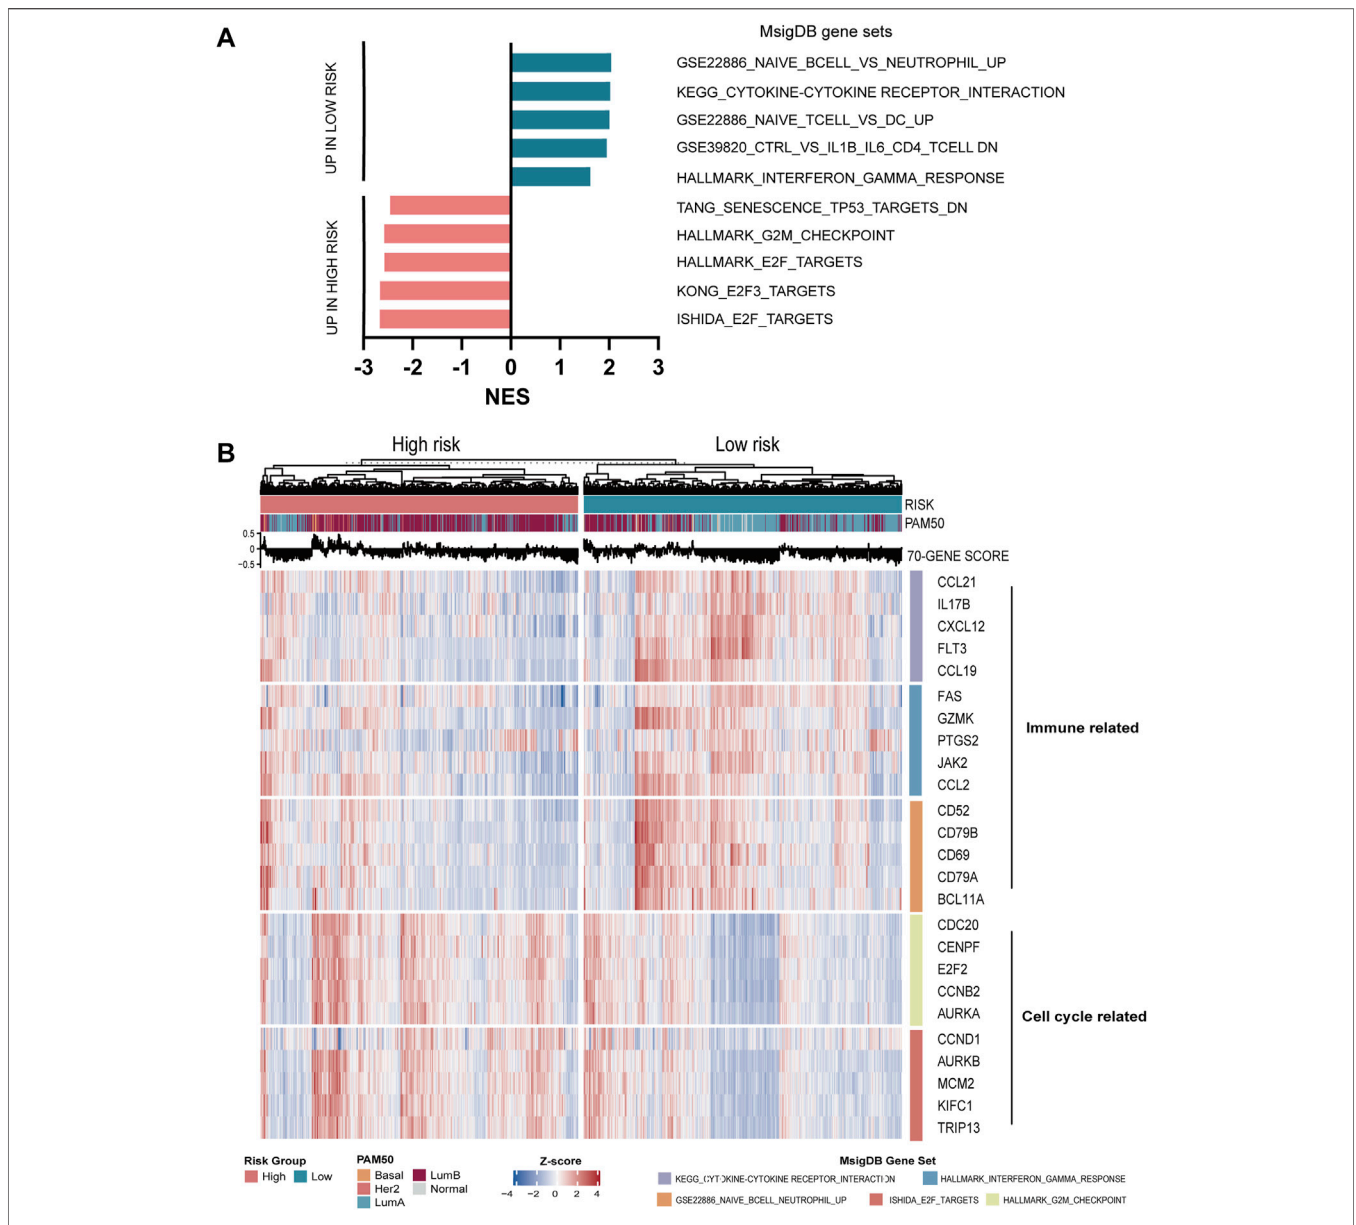 A
MsigDB gene sets
UP IN LOW RISK
GSE22886_NAIVE_BCELL_VS_NEUTROPHIL_UP
KEGG_CYTOKINE-CYTOKINE RECEPTOR_INTERACTION
GSE22886_NAIVE_TCELL_VS_DC_UP
GSE39820_CTRL_VS_IL1B_IL6_CD4_TCELL DN
HALLMARK_INTERFERON_GAMMA_RESPONSE
UP IN HIGH RISK
TANG_SENESCENCE_TP53_TARGETS_DN
HALLMARK_G2M_CHECKPOINT
HALLMARK_E2F_TARGETS
KONG_E2F3_TARGETS
ISHIDA_E2F_TARGETS
-3 -2 -1 0 1 2 3
NES
B
High risk Low risk
RISK
PAM50
0.5
0
−0.5
70-GENE SCORE
CCL21
IL17B
CXCL12
FLT3
CCL19
FAS
GZMK
Immune related
PTGS2
JAK2
CCL2
CD52
CD79B
CD69
CD79A
BCL11A
CDC20
CENPF
E2F2
CCNB2
AURKA
Cell cycle related
CCND1
AURKB
MCM2
KIFC1
TRIP13
Risk Group
High Low
PAM50
Basal LumB
Her2 Normal
LumA
Z-score
−4 −2 0 2 4
MsigDB Gene Set
KEGG_CYTOKINE-CYTOKINE RECEPTOR_INTERACTION HALLMARK_INTERFERON_GAMMA_RESPONSE
GSE22886_NAIVE_BCELL_NEUTROPHIL_UP ISHIDA_E2F_TARGETS HALLMARK_G2M_CHECKPOINT